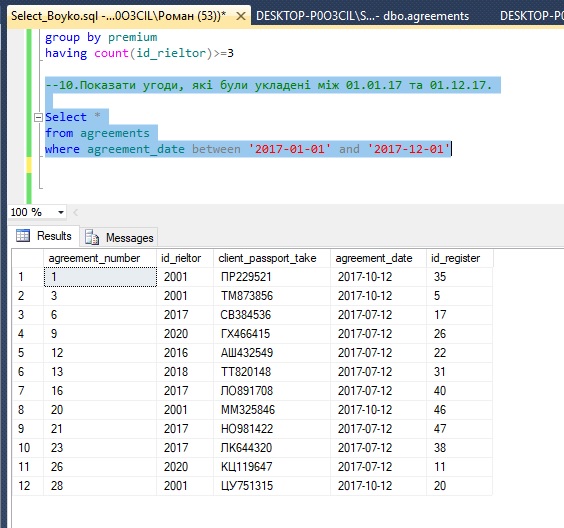 Select_Boyko.sql -...0O3CIL\Роман (53))* × DESKTOP-P0O3CIL\S...- dbo.agreements DESKTOP-P0O3CIL\S
group by premium
having count(id_rieltor)>=3
--10.Показати угоди, які були укладені між 01.01.17 та 01.12.17.
Select *
from agreements
where agreement_date between '2017-01-01' and '2017-12-01'
100 %
Results Messages
agreement_number id_rieltor client_passport_take agreement_date id_register
1 1 2001 ПР229521 2017-10-12 35
2 3 2001 ТМ873856 2017-10-12 5
3 6 2017 СВ384536 2017-07-12 17
4 9 2020 ГХ466415 2017-07-12 26
5 12 2016 АШ432549 2017-07-12 22
6 13 2018 ТТ820148 2017-07-12 31
7 16 2017 ЛО891708 2017-07-12 40
8 20 2001 ММ325846 2017-10-12 46
9 21 2017 НО981422 2017-07-12 47
10 23 2017 ЛК644320 2017-07-12 38
11 26 2020 КЦ119647 2017-07-12 11
12 28 2001 ЦУ751315 2017-10-12 20